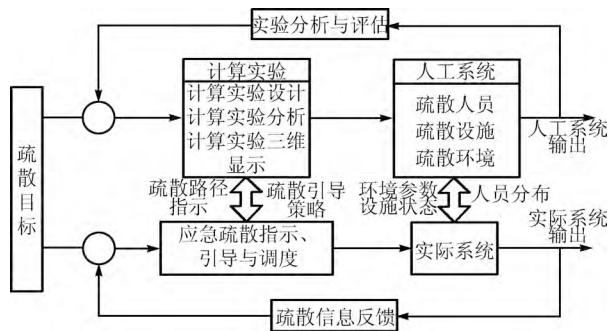 实验分析与评估
计算实验
计算实验设计
计算实验分析
计算实验三维
显示
人工系统
疏散人员
疏散设施
疏散环境
人工系统
输出
疏散目标
疏散路径
指示
疏散引导
策略
环境参数
设施状态
人员分布
应急疏散指示、
引导与调度
实际系统
实际系统
输出
疏散信息反馈